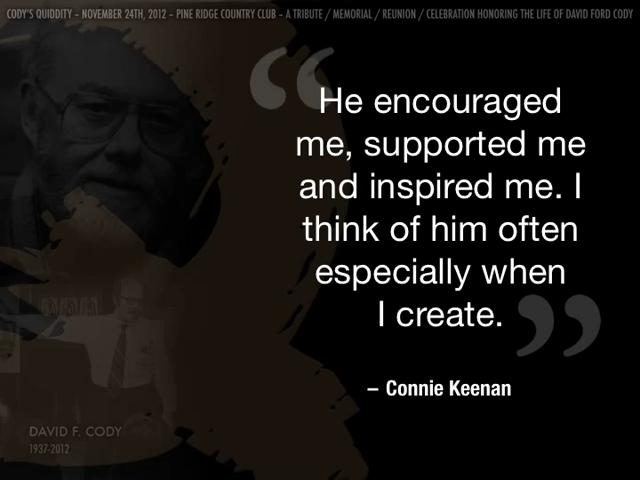 CODY'S QUIDDITY – NOVEMBER 24TH, 2012 – PINE RIDGE COUNTRY CLUB – A TRIBUTE / MEMORIAL / REUNION / CELEBRATION HONORING THE LIFE OF DAVID FORD CODY
“He encouraged
me, supported me
and inspired me. I
think of him often
especially when
I create.”
– Connie Keenan
DAVID F. CODY
1937-2012